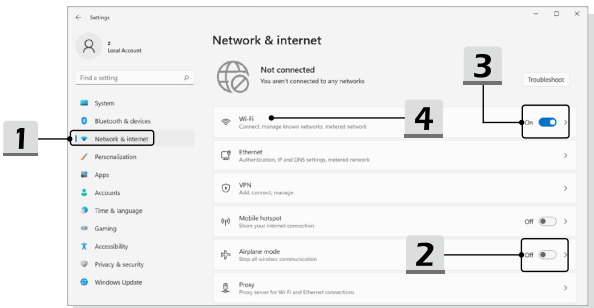 ← Settings
z
Local Account
Find a setting
System
Bluetooth & devices
Network & internet
Personalization
Apps
Accounts
Time & language
Gaming
Accessibility
Privacy & security
Windows Update
Network & internet
Not connected
You aren't connected to any networks
Troubleshoot
Wi-Fi
Connect, manage known networks, metered network
On
Ethernet
Authentication, IP and DNS settings, metered network
VPN
Add, connect, manage
Mobile hotspot
Share your internet connection
Off
Airplane mode
Stop all wireless communication
Off
Proxy
Proxy server for Wi-Fi and Ethernet connections
1
2
3
4